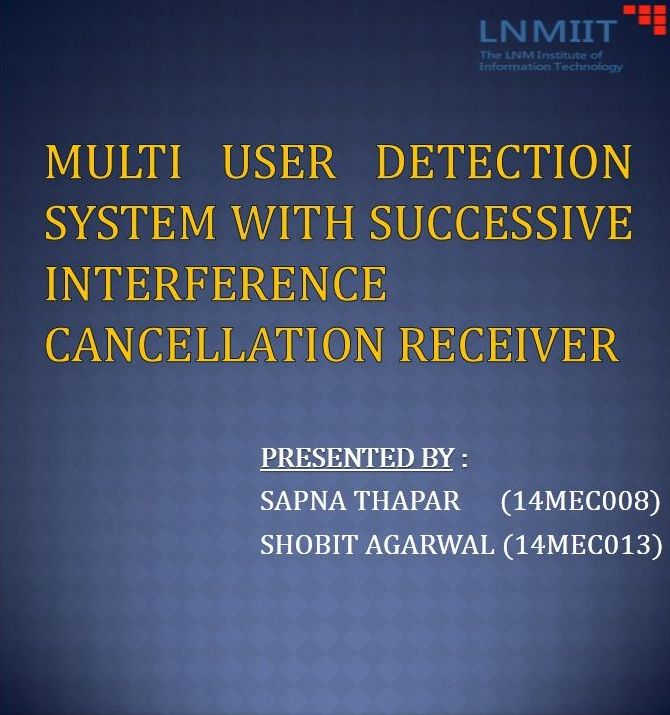 LNMIIT
The LNM Institute of
Information Technology
MULTI USER DETECTION
SYSTEM WITH SUCCESSIVE
INTERFERENCE
CANCELLATION RECEIVER
PRESENTED BY :
SAPNA THAPAR (14MEC008)
SHOBIT AGARWAL (14MEC013)